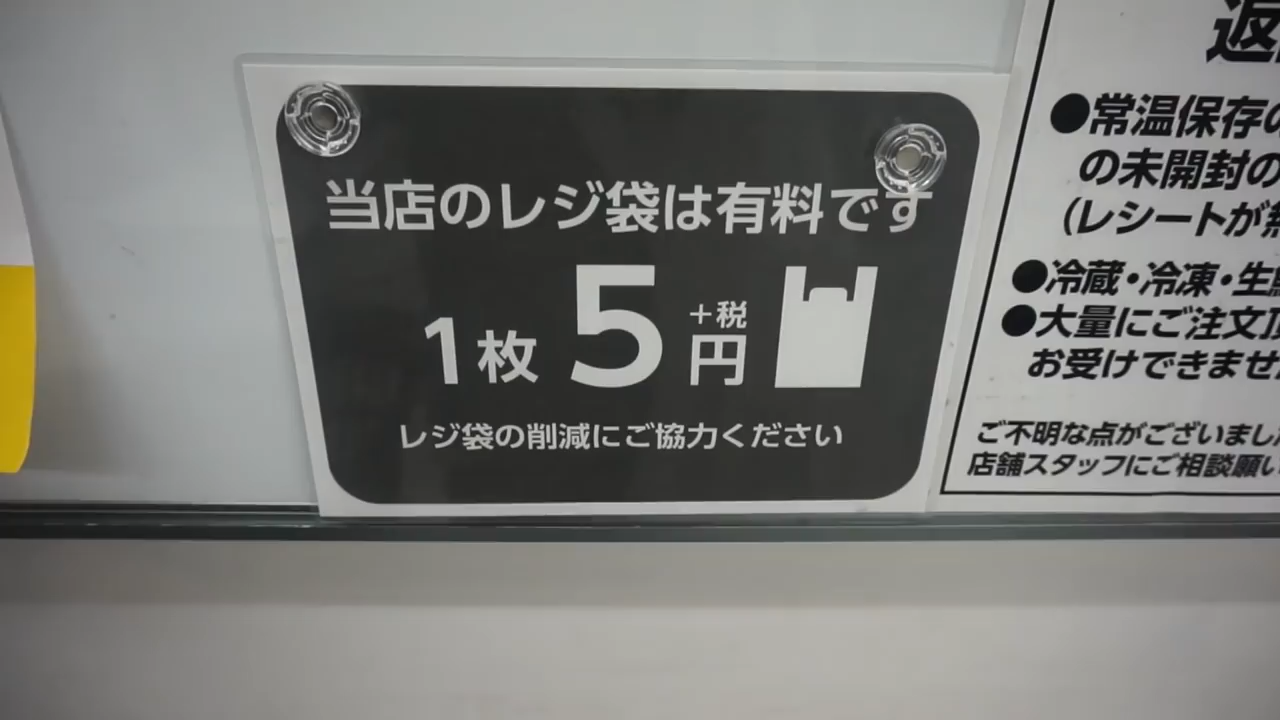 当店のレジ袋は有料です
1枚 5円 +税
レジ袋の削減にご協力ください
返
●常温保存の
の未開封の
(レシートが
●冷蔵・冷凍・生
●大量にご注文
お受けできませ
ご不明な点がございまし
店舗スタッフにご相談願い